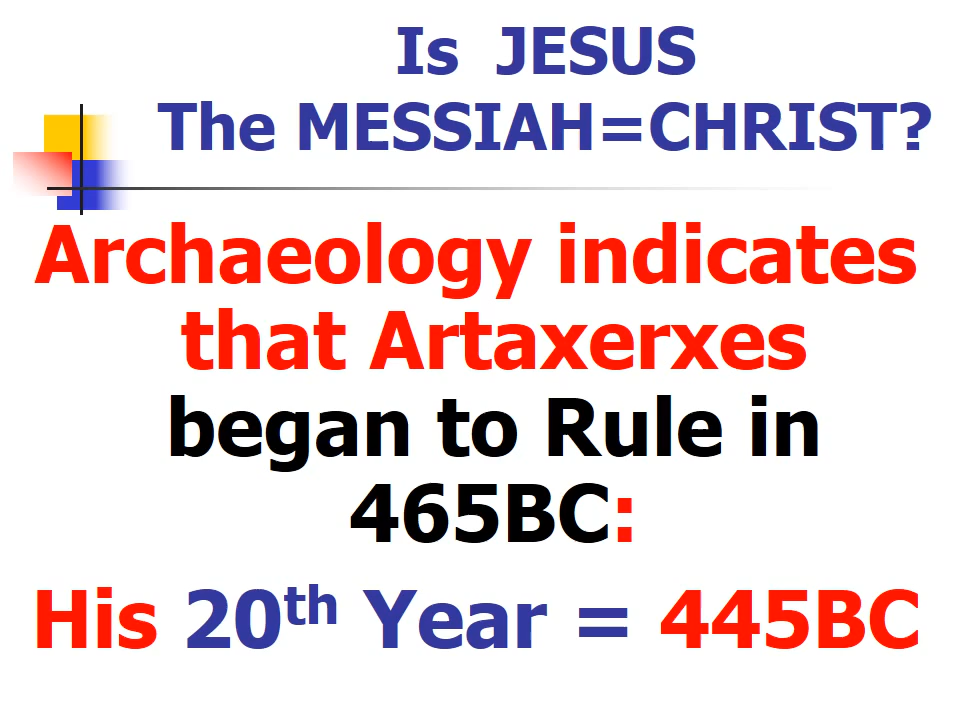 Is JESUS
The MESSIAH=CHRIST?
Archaeology indicates
that Artaxerxes
began to Rule in
465BC:
His 20th Year = 445BC